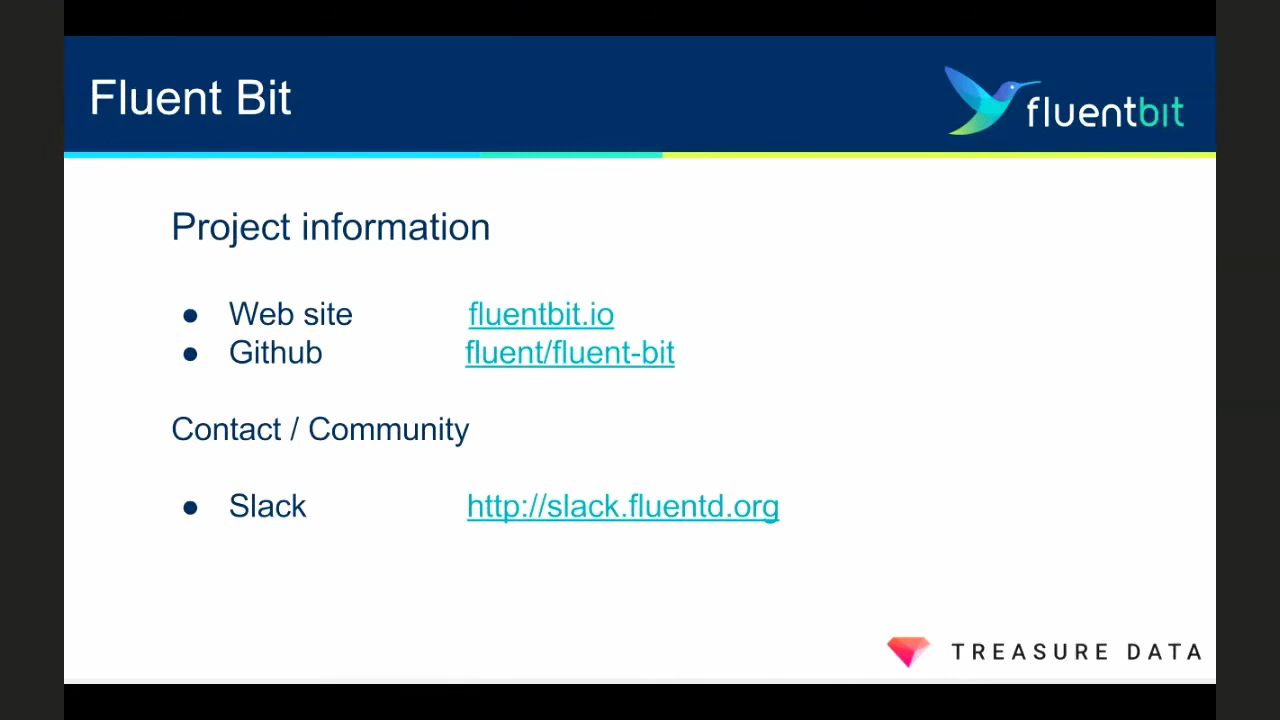 Fluent Bit
fluentbit
Project information
● Web site fluentbit.io
● Github fluent/fluent-bit
Contact / Community
● Slack http://slack.fluentd.org
TREASURE DATA